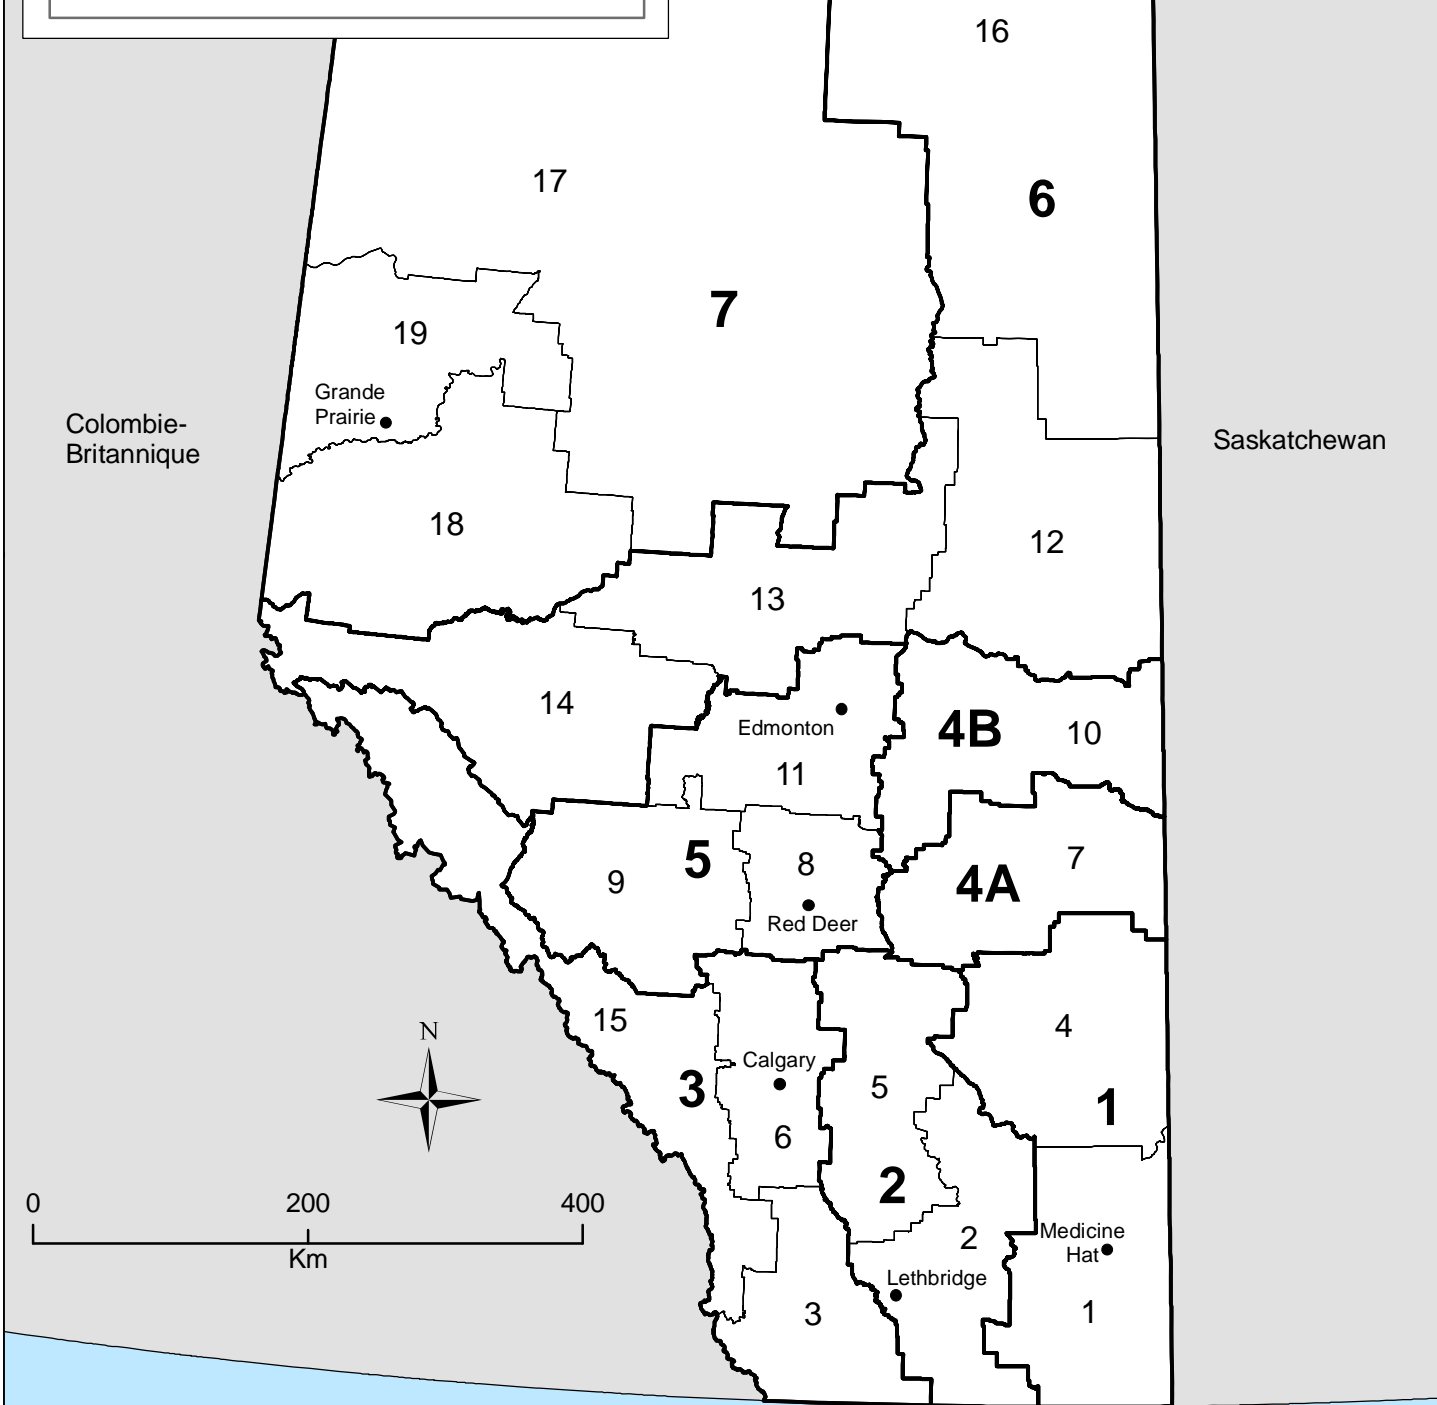 16
17
6
7
19
Grande
Prairie
Colombie-
Britannique
Saskatchewan
18
12
13
14
Edmonton
4B
10
11
5
8
9
7
4A
Red Deer
15
4
N
Calgary
3
5
1
6
2
0
200
400
Km
2
Medicine
Hat
Lethbridge
3
1